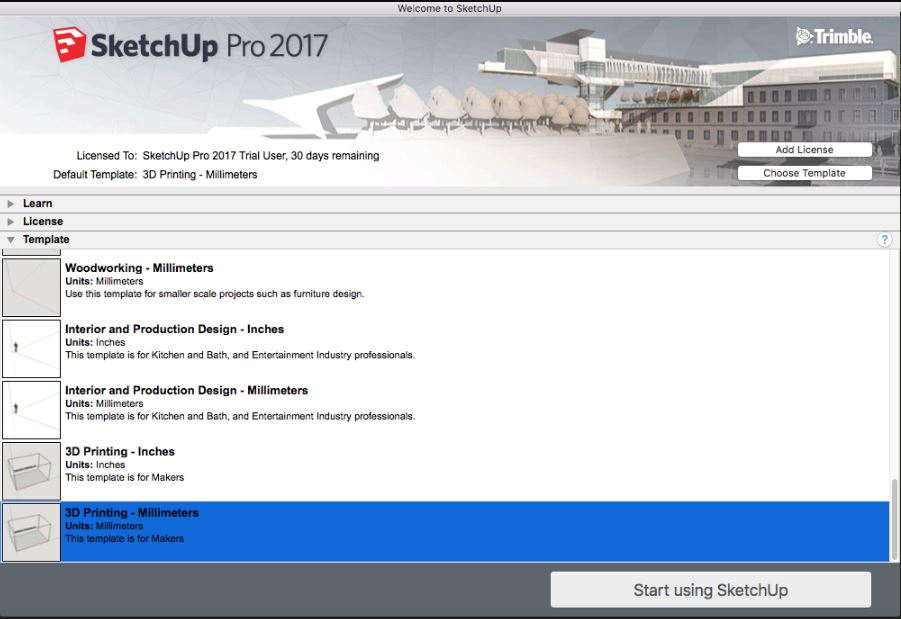 Welcome to SketchUp
SketchUp Pro 2017
Trimble.
Licensed To: SketchUp Pro 2017 Trial User, 30 days remaining
Add License
Default Template: 3D Printing - Millimeters
Choose Template
Learn
License
Template
?
Woodworking - Millimeters
Units: Millimeters
Use this template for smaller scale projects such as furniture design.
Interior and Production Design - Inches
Units: Inches
This template is for Kitchen and Bath, and Entertainment Industry professionals.
Interior and Production Design - Millimeters
Units: Millimeters
This template is for Kitchen and Bath, and Entertainment Industry professionals.
3D Printing - Inches
Units: Inches
This template is for Makers
3D Printing - Millimeters
Units: Millimeters
This template is for Makers
Start using SketchUp